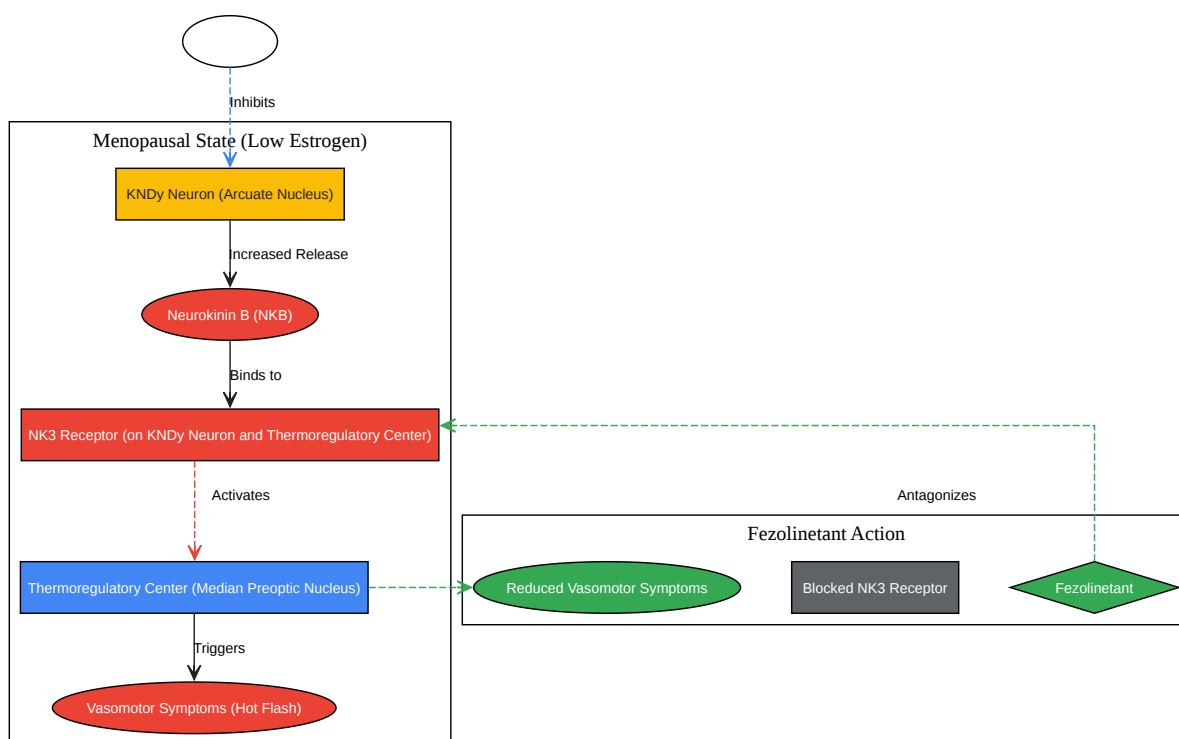 Inhibits
Menopausal State (Low Estrogen)
KNDy Neuron (Arcuate Nucleus)
Increased Release
Neurokinin B (NKB)
Binds to
NK3 Receptor (on KNDy Neuron and Thermoregulatory Center)
Activates
Antagonizes
Fezolinetant Action
Thermoregulatory Center (Median Preoptic Nucleus)
Reduced Vasomotor Symptoms
Blocked NK3 Receptor
Fezolinetant
Triggers
Vasomotor Symptoms (Hot Flash)